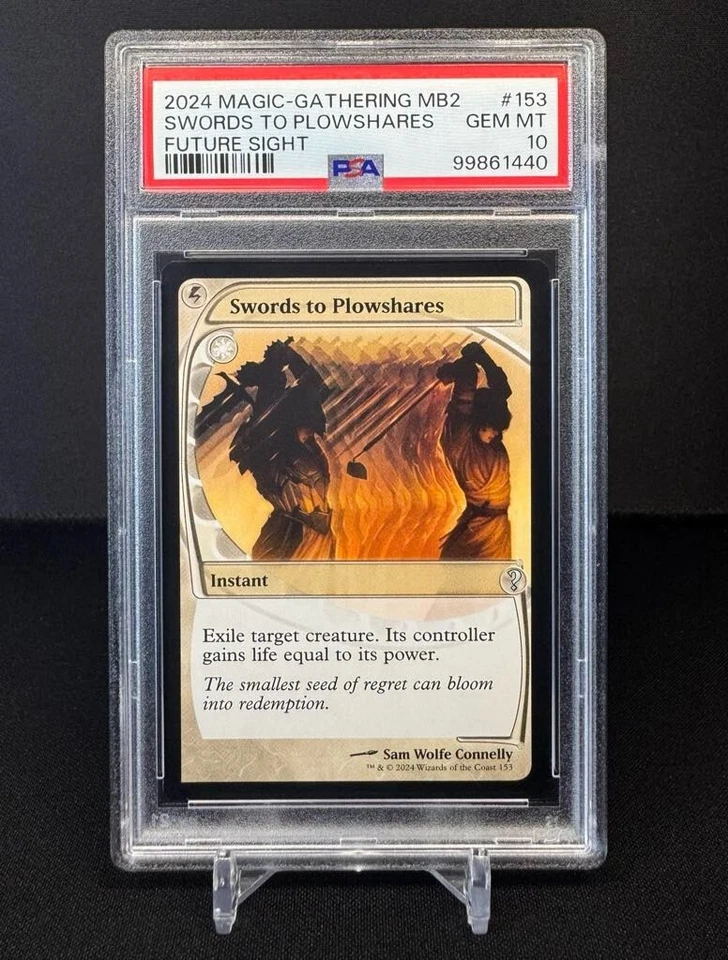 2024 MAGIC-GATHERING MB2 #153
SWORDS TO PLOWSHARES GEM MT
FUTURE SIGHT 10
PSA 99861440
Swords to Plowshares
Instant
Exile target creature. Its controller
gains life equal to its power.
The smallest seed of regret can bloom
into redemption.
Sam Wolfe Connelly
™ & © 2024 Wizards of the Coast 153